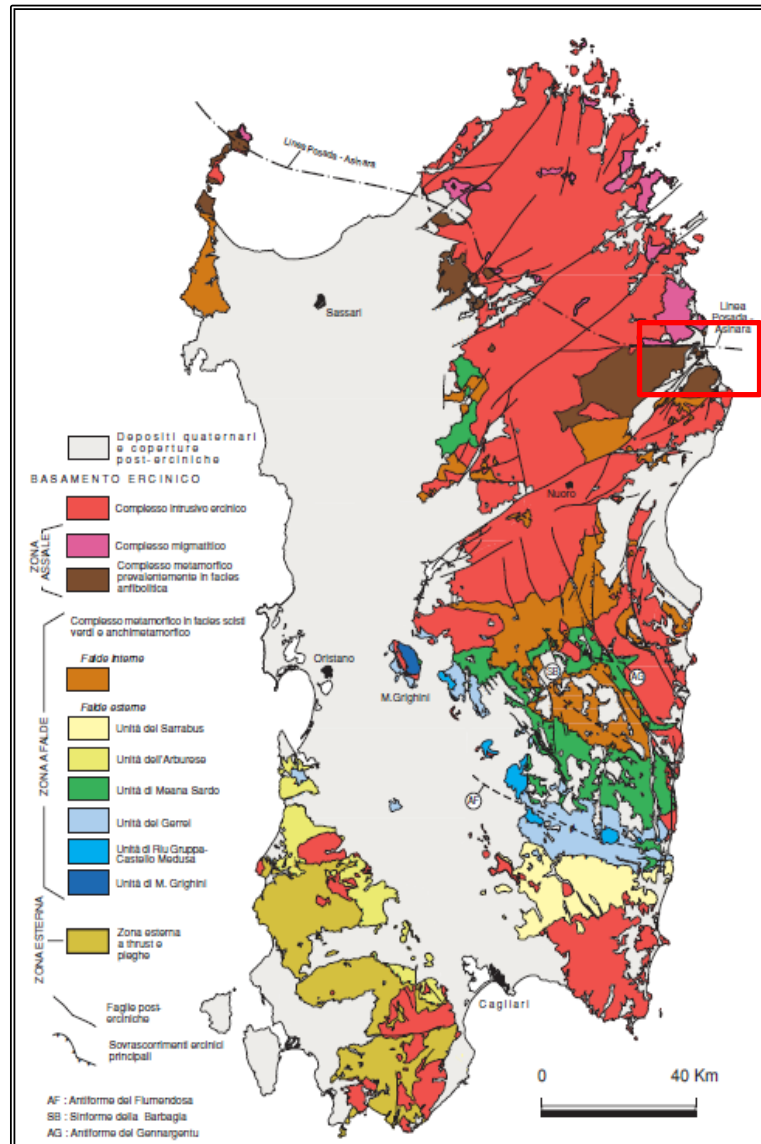 Linea Posada - Asinara
Sassari
Linea
Posada -
Asinara
Depositi quaternari
e coperture
post-erciniche
BASAMENTO ERCINICO
Complesso intrusivo ercinico
ZONA
ASSIALE
Complesso migmatitico
Complesso metamorfico
prevalentemente in facies
anfibolitica
Nuoro
Complesso metamorfico in facies scisti
verdi e anchimetamorfico
ZONA A FALDE
Falde interne
Falde esterne
Unità del Sarrabus
Unità dell'Arburese
Unità di Meana Sardo
Unità del Gerrei
Unità di Riu Gruppa-
Castello Medusa
Unità di M. Grighini
Oristano
M.Grighini
SB
AG
AF
ZONA ESTERNA
Zona esterna
a thrust e
pieghe
Cagliari
Faglie post-
erciniche
Sovrascorrimenti ercinici
principali
0 40 Km
AF : Antiforme del Flumendosa
SB : Sinforme della Barbagia
AG : Antiforme del Gennargentu